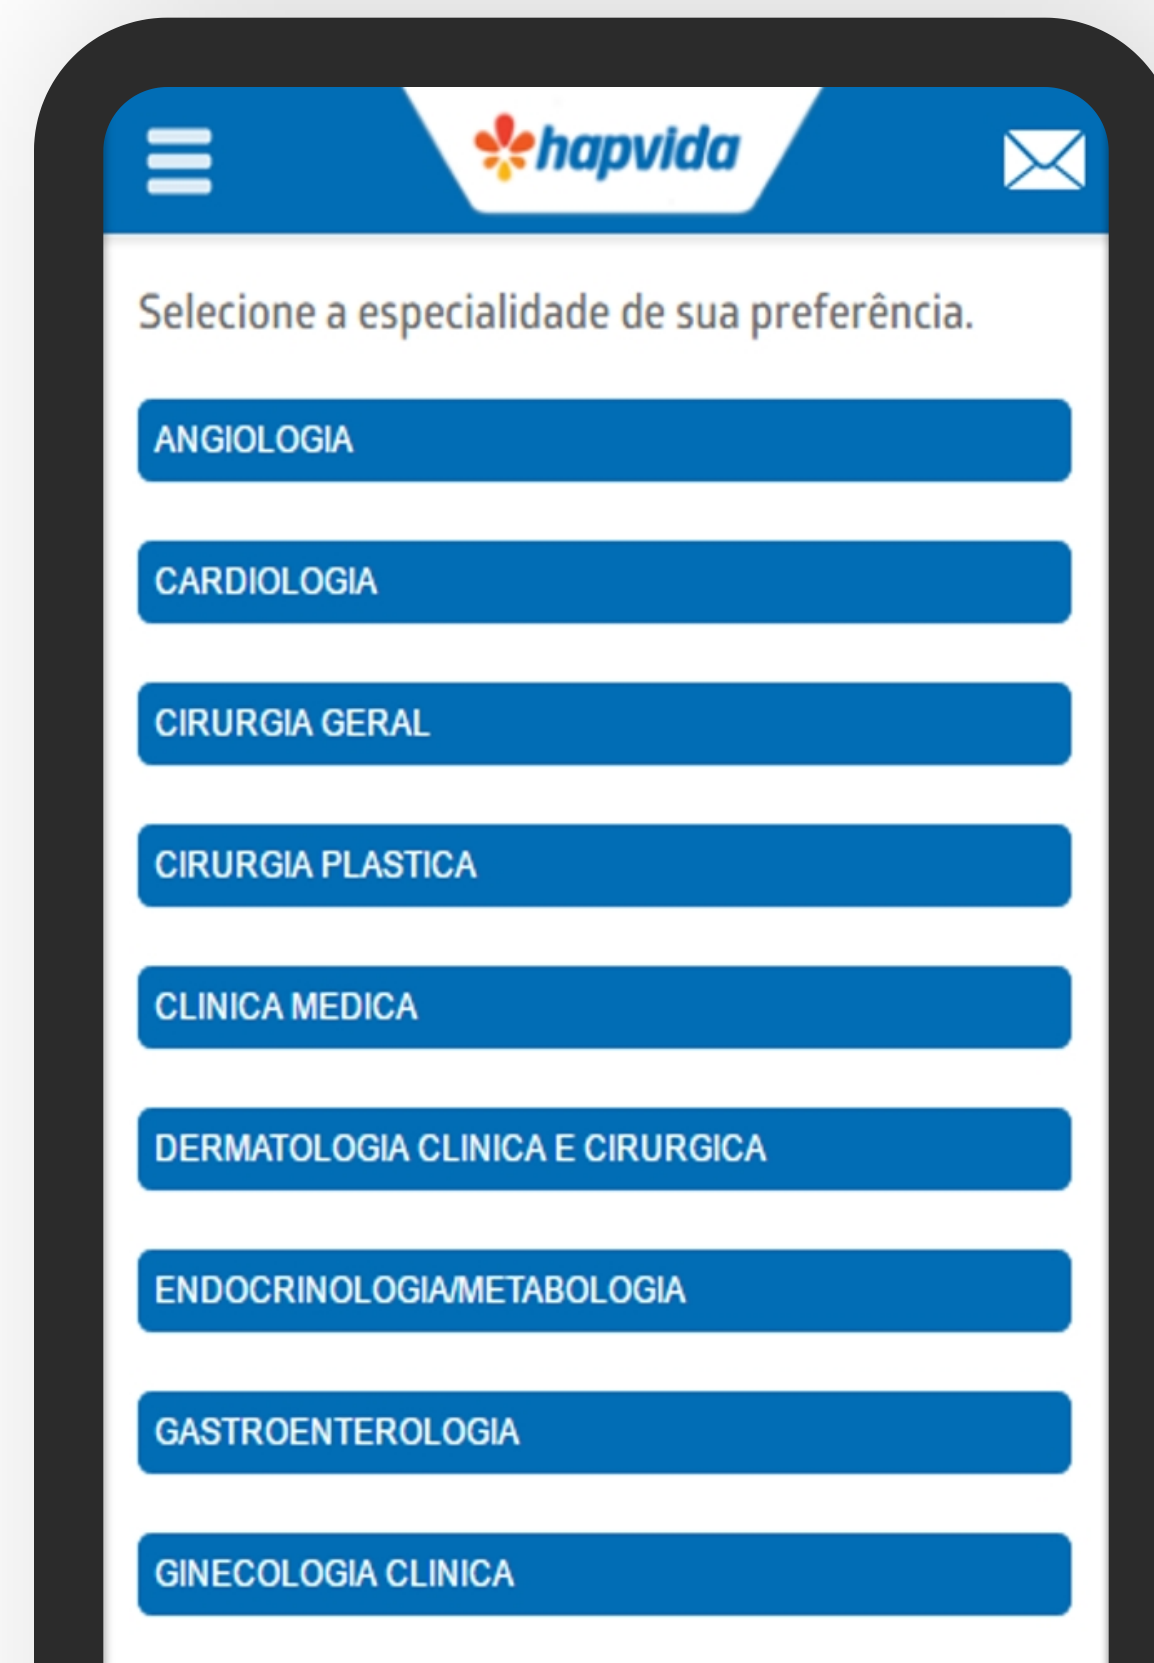 hapvida
Selecione a especialidade de sua preferência.
ANGIOLOGIA
CARDIOLOGIA
CIRURGIA GERAL
CIRURGIA PLASTICA
CLINICA MEDICA
DERMATOLOGIA CLINICA E CIRURGICA
ENDOCRINOLOGIA/METABOLOGIA
GASTROENTEROLOGIA
GINECOLOGIA CLINICA